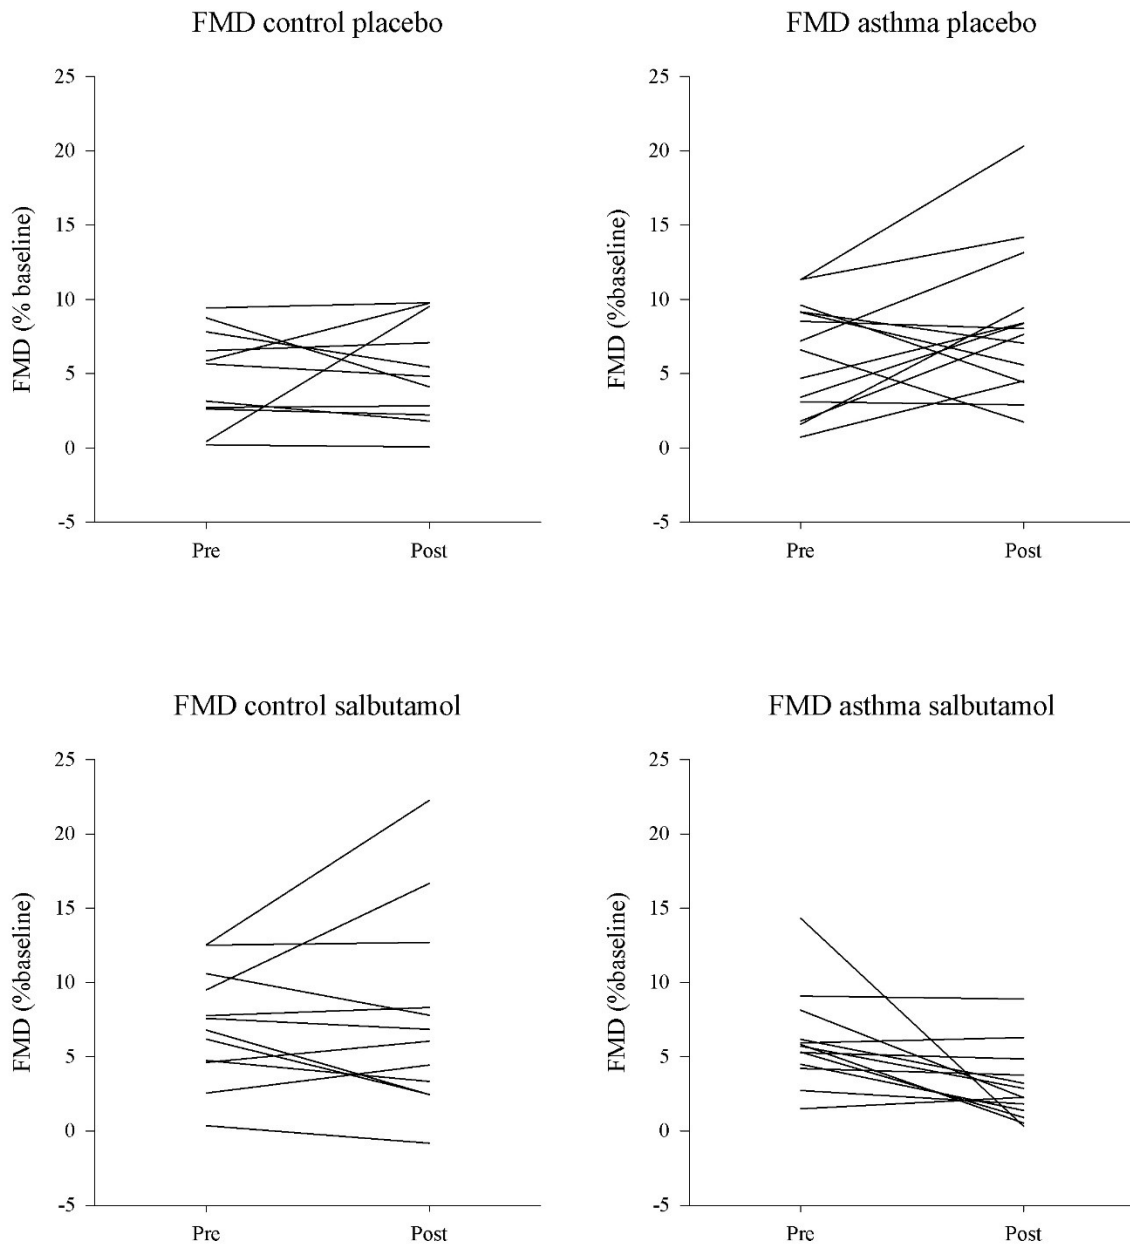 FMD control placebo
25
20
15
10
5
0
-5
FMD (% baseline)
Pre
Post
FMD asthma placebo
25
20
15
10
5
0
-5
FMD (%baseline)
Pre
Post
FMD control salbutamol
25
20
15
10
5
0
-5
FMD (%baseline)
Pre
Post
FMD asthma salbutamol
25
20
15
10
5
0
-5
FMD (%baseline)
Pre
Post